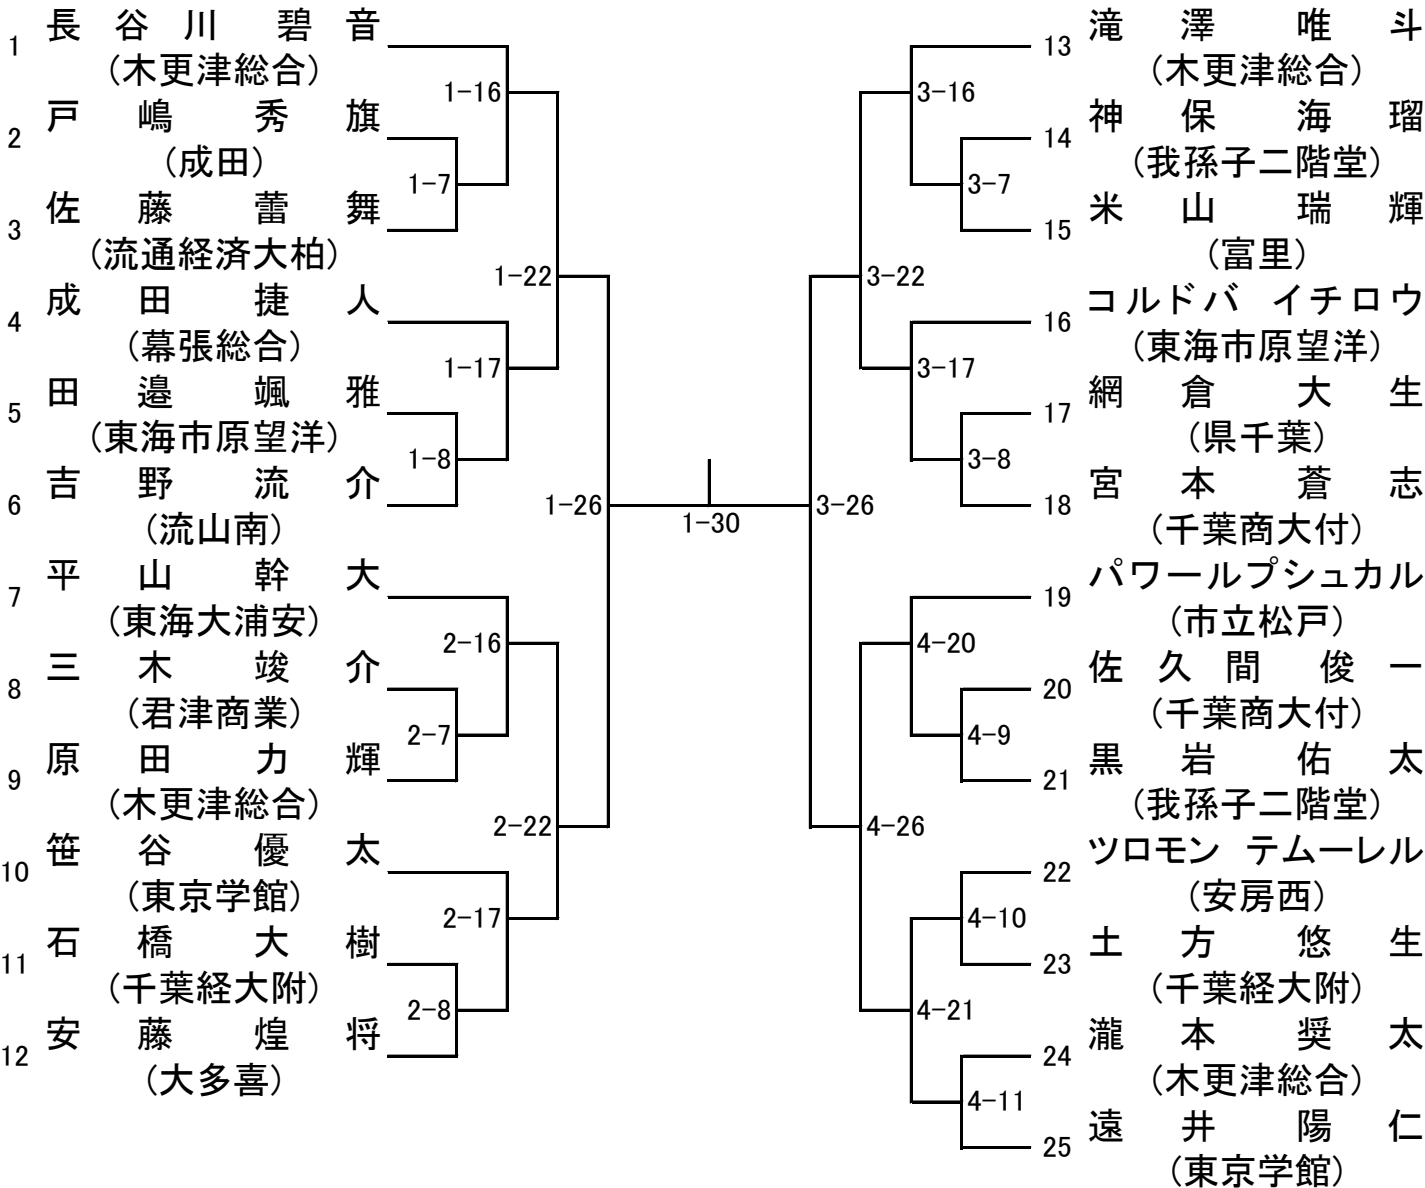 1 長谷川碧音
(木更津総合)
1-16
2 戸嶋秀旗
(成田)
1-7
3 佐藤蕾舞
(流通経済大柏)
1-22
4 成田捷人
(幕張総合)
1-17
5 田邉颯雅
(東海市原望洋)
1-8
6 吉野流介
(流山南)
1-26
7 平山幹大
(東海大浦安)
2-16
8 三木竣介
(君津商業)
2-7
9 原田力輝
(木更津総合)
2-22
10 笹谷優太
(東京学館)
2-17
11 石橋大樹
(千葉経大附)
2-8
12 安藤煌将
(大多喜)
1-30
13 滝澤唯斗
(木更津総合)
3-16
14 神保海瑠
(我孫子二階堂)
3-7
15 米山瑞輝
(富里)
3-22
16 コルドバ イチロウ
(東海市原望洋)
3-17
17 網倉大生
(県千葉)
3-8
18 宮本蒼志
(千葉商大付)
3-26
19 パワールプシュカル
(市立松戸)
4-20
20 佐久間俊一
(千葉商大付)
4-9
21 黒岩佑太
(我孫子二階堂)
4-26
22 ツロモン テムーレル
(安房西)
4-10
23 土方悠生
(千葉経大附)
4-21
24 瀧本奨太
(木更津総合)
4-11
25 遠井陽仁
(東京学館)